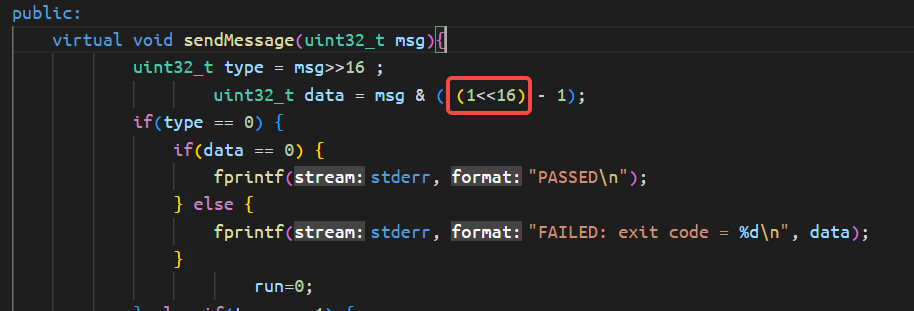 public:
virtual void sendMessage(uint32_t msg){
uint32_t type = msg>>16 ;
uint32_t data = msg & ( (1<<16) - 1);
if(type == 0) {
if(data == 0) {
fprintf(stream: stderr, format: "PASSED\n");
} else {
fprintf(stream: stderr, format: "FAILED: exit code = %d\n", data);
}
run=0;